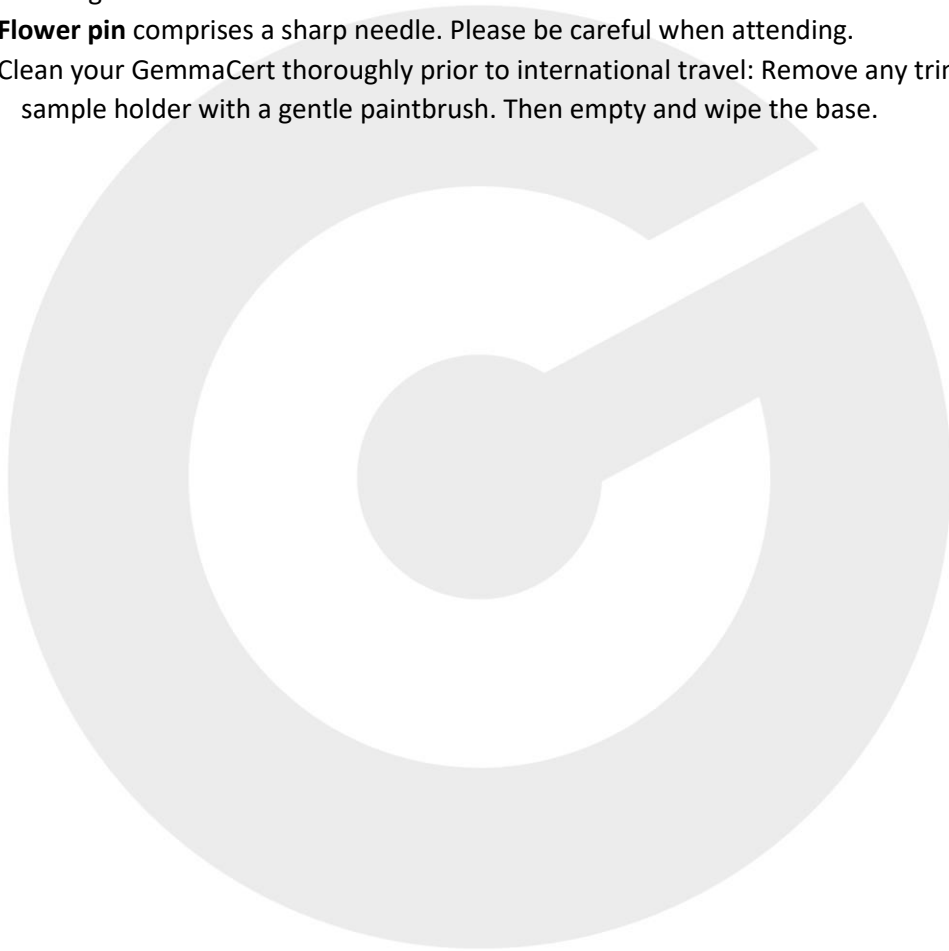 Flower pin comprises a sharp needle. Please be careful when attending.
Clean your GemmaCert thoroughly prior to international travel: Remove any
sample holder with a gentle paintbrush. Then empty and wipe the base.